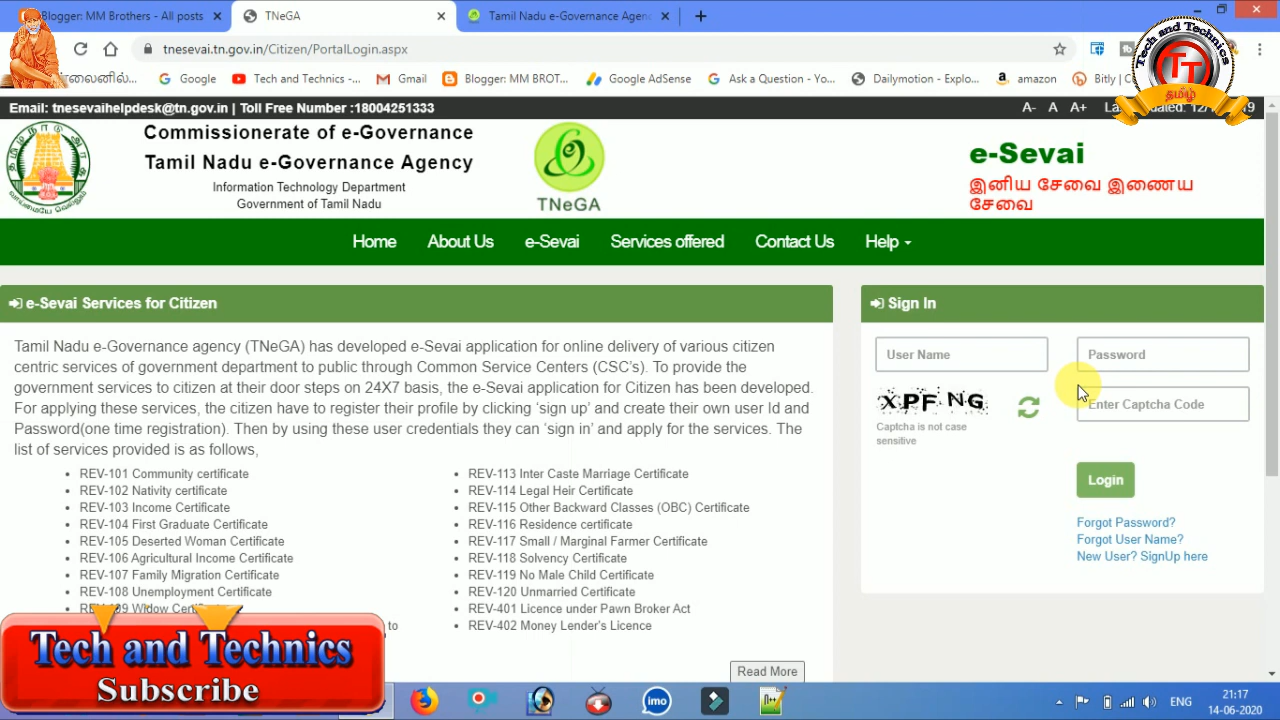 Blogger: MM Brothers - All posts
TNeGA
Tamil Nadu e-Governance Agenc
tnesevai.tn.gov.in/Citizen/PortalLogin.aspx
Google
Tech and Technics -...
Gmail
Blogger: MM BROT...
Google AdSense
Ask a Question - Yo...
Dailymotion - Explo...
amazon
Bitly | C
Tech and Technics
TT
தமிழ்
Email: tnesevaihelpdesk@tn.gov.in | Toll Free Number :18004251333
A- A A+
Commissionerate of e-Governance
Tamil Nadu e-Governance Agency
Information Technology Department
Government of Tamil Nadu
TNeGA
e-Sevai
இனிய சேவை இணைய
சேவை
Home About Us e-Sevai Services offered Contact Us Help
e-Sevai Services for Citizen
Tamil Nadu e-Governance agency (TNeGA) has developed e-Sevai application for online delivery of various citizen
centric services of government department to public through Common Service Centers (CSC's). To provide the
government services to citizen at their door steps on 24X7 basis, the e-Sevai application for Citizen has been developed.
For applying these services, the citizen have to register their profile by clicking 'sign up' and create their own user Id and
Password(one time registration). Then by using these user credentials they can 'sign in' and apply for the services. The
list of services provided is as follows,
REV-101 Community certificate
REV-102 Nativity certificate
REV-103 Income Certificate
REV-104 First Graduate Certificate
REV-105 Deserted Woman Certificate
REV-106 Agricultural Income Certificate
REV-107 Family Migration Certificate
REV-108 Unemployment Certificate
Widow
to
REV-113 Inter Caste Marriage Certificate
REV-114 Legal Heir Certificate
REV-115 Other Backward Classes (OBC) Certificate
REV-116 Residence certificate
REV-117 Small / Marginal Farmer Certificate
REV-118 Solvency Certificate
REV-119 No Male Child Certificate
REV-120 Unmarried Certificate
REV-401 Licence under Pawn Broker Act
REV-402 Money Lender's Licence
Read More
Sign In
User Name
Password
XPF NG
Enter Captcha Code
Captcha is not case
sensitive
Login
Forgot Password?
Forgot User Name?
New User? SignUp here
Tech and Technics
Subscribe
imo
ENG
21:17
14-06-2020